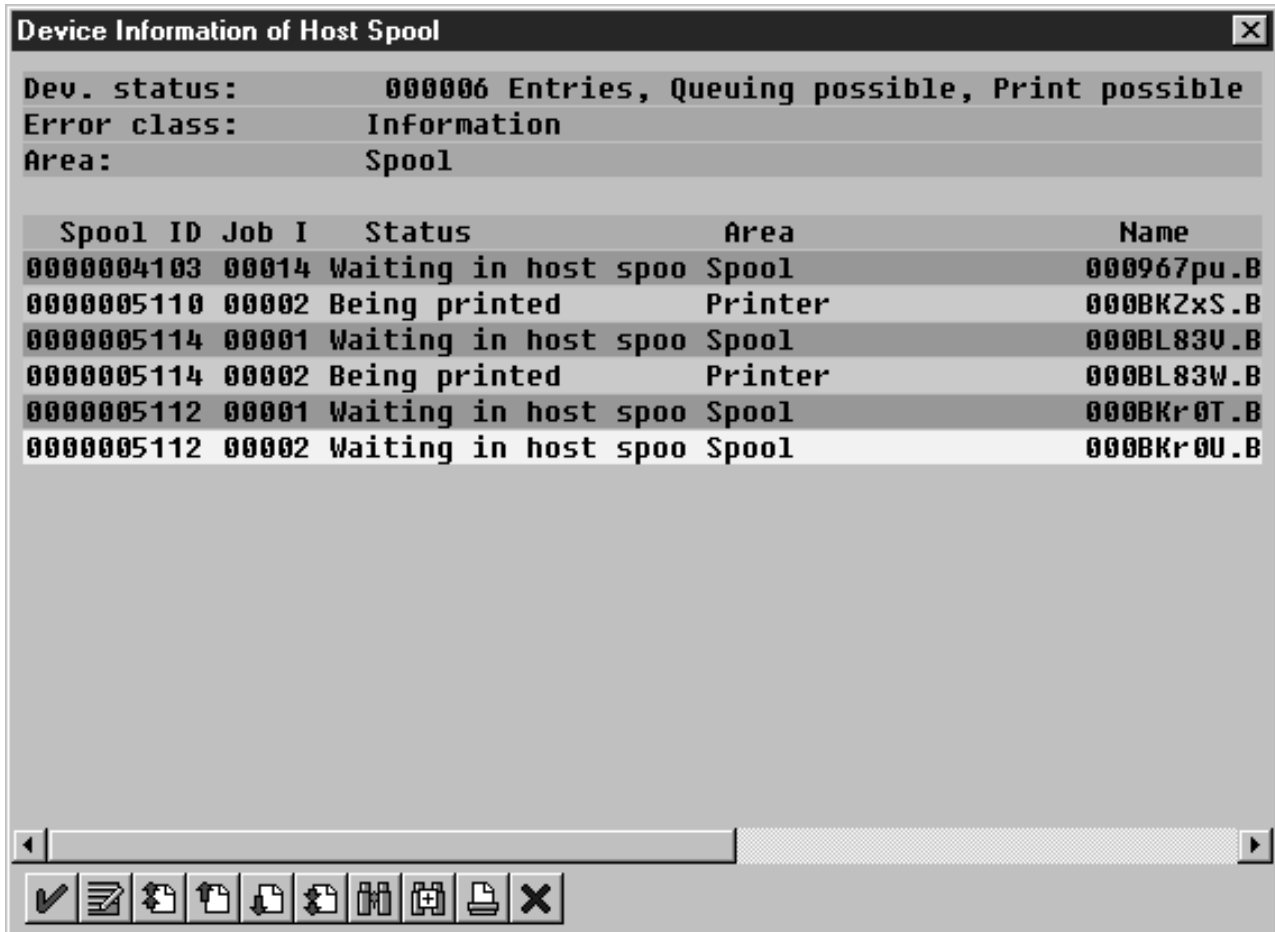 Device Information of Host Spool
Dev. status: 000006 Entries, Queuing possible, Print possible
Error class: Information
Area: Spool
Spool ID Job I Status Area Name
0000004103 00014 Waiting in host spoo Spool 000967pu.B
0000005110 00002 Being printed Printer 000BKZxS.B
0000005114 00001 Waiting in host spoo Spool 000BL83V.B
0000005114 00002 Being printed Printer 000BL83W.B
0000005112 00001 Waiting in host spoo Spool 000BKr0T.B
0000005112 00002 Waiting in host spoo Spool 000BKr0U.B